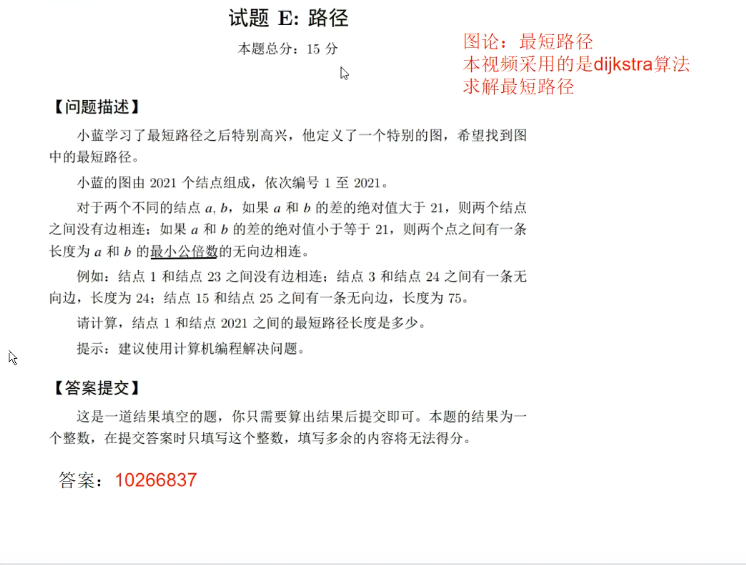 试题 E: 路径
本题总分：15 分
图论：最短路径
本视频采用的是dijkstra算法
求解最短路径
【问题描述】
小蓝学习了最短路径之后特别高兴，他定义了一个特别的图，希望找到图
中的最短路径。
小蓝的图由 2021 个结点组成，依次编号 1 至 2021。
对于两个不同的结点 a, b，如果 a 和 b 的差的绝对值大于 21，则两个结点
之间没有边相连；如果 a 和 b 的差的绝对值小于等于 21，则两个点之间有一条
长度为 a 和 b 的最小公倍数的无向边相连。
例如：结点 1 和结点 23 之间没有边相连；结点 3 和结点 24 之间有一条无
向边，长度为 24；结点 15 和结点 25 之间有一条无向边，长度为 75。
请计算，结点 1 和结点 2021 之间的最短路径长度是多少。
提示：建议使用计算机编程解决问题。
【答案提交】
这是一道结果填空的题，你只需要算出结果后提交即可。本题的结果为一
个整数，在提交答案时只填写这个整数，填写多余的内容将无法得分。
答案：10266837